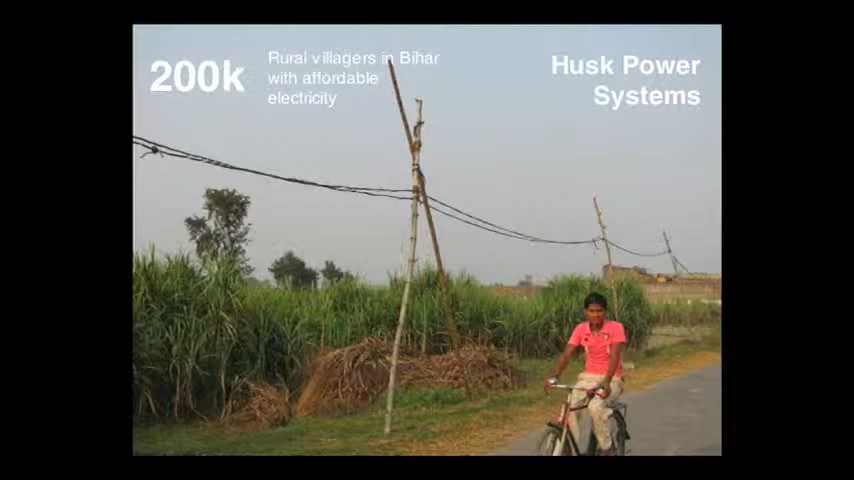 200k
Rural villagers in Bihar
with affordable
electricity
Husk Power
Systems